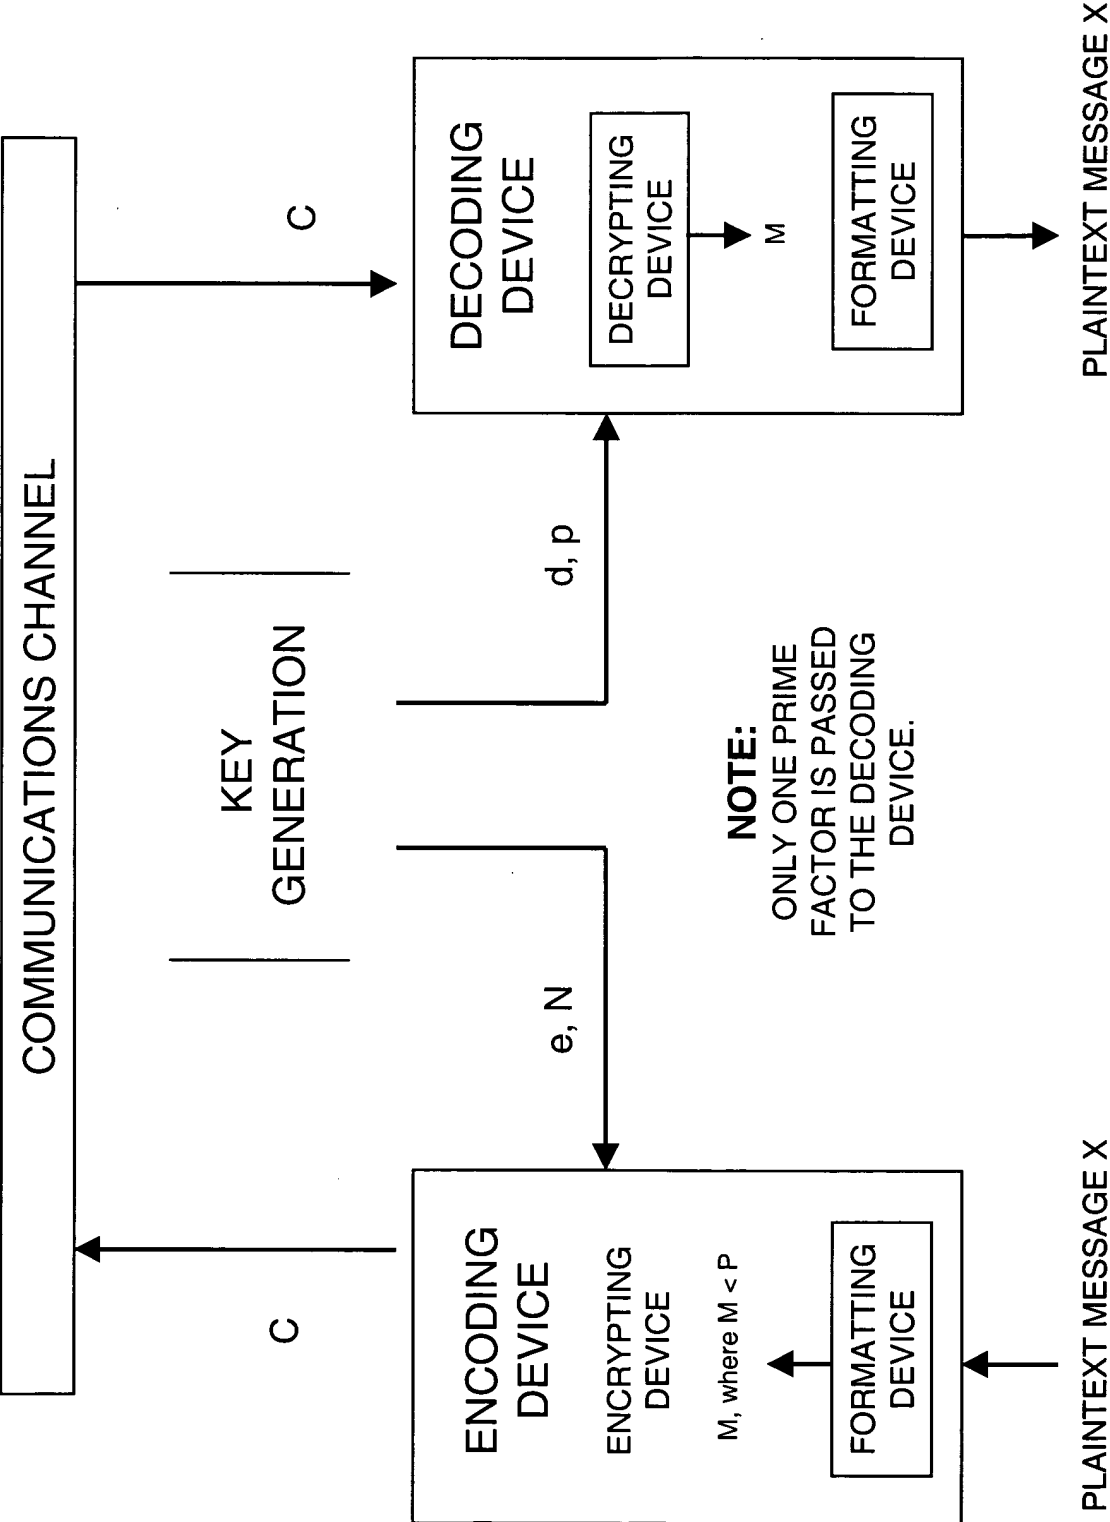 COMMUNICATIONS CHANNEL
C
C
KEY
GENERATION
e, N
d, p
ENCODING
DEVICE
ENCRYPTING
DEVICE
M, where M < P
FORMATTING
DEVICE
PLAINTEXT MESSAGE X
NOTE:
ONLY ONE PRIME
FACTOR IS PASSED
TO THE DECODING
DEVICE.
DECODING
DEVICE
DECRYPTING
DEVICE
M
FORMATTING
DEVICE
PLAINTEXT MESSAGE X